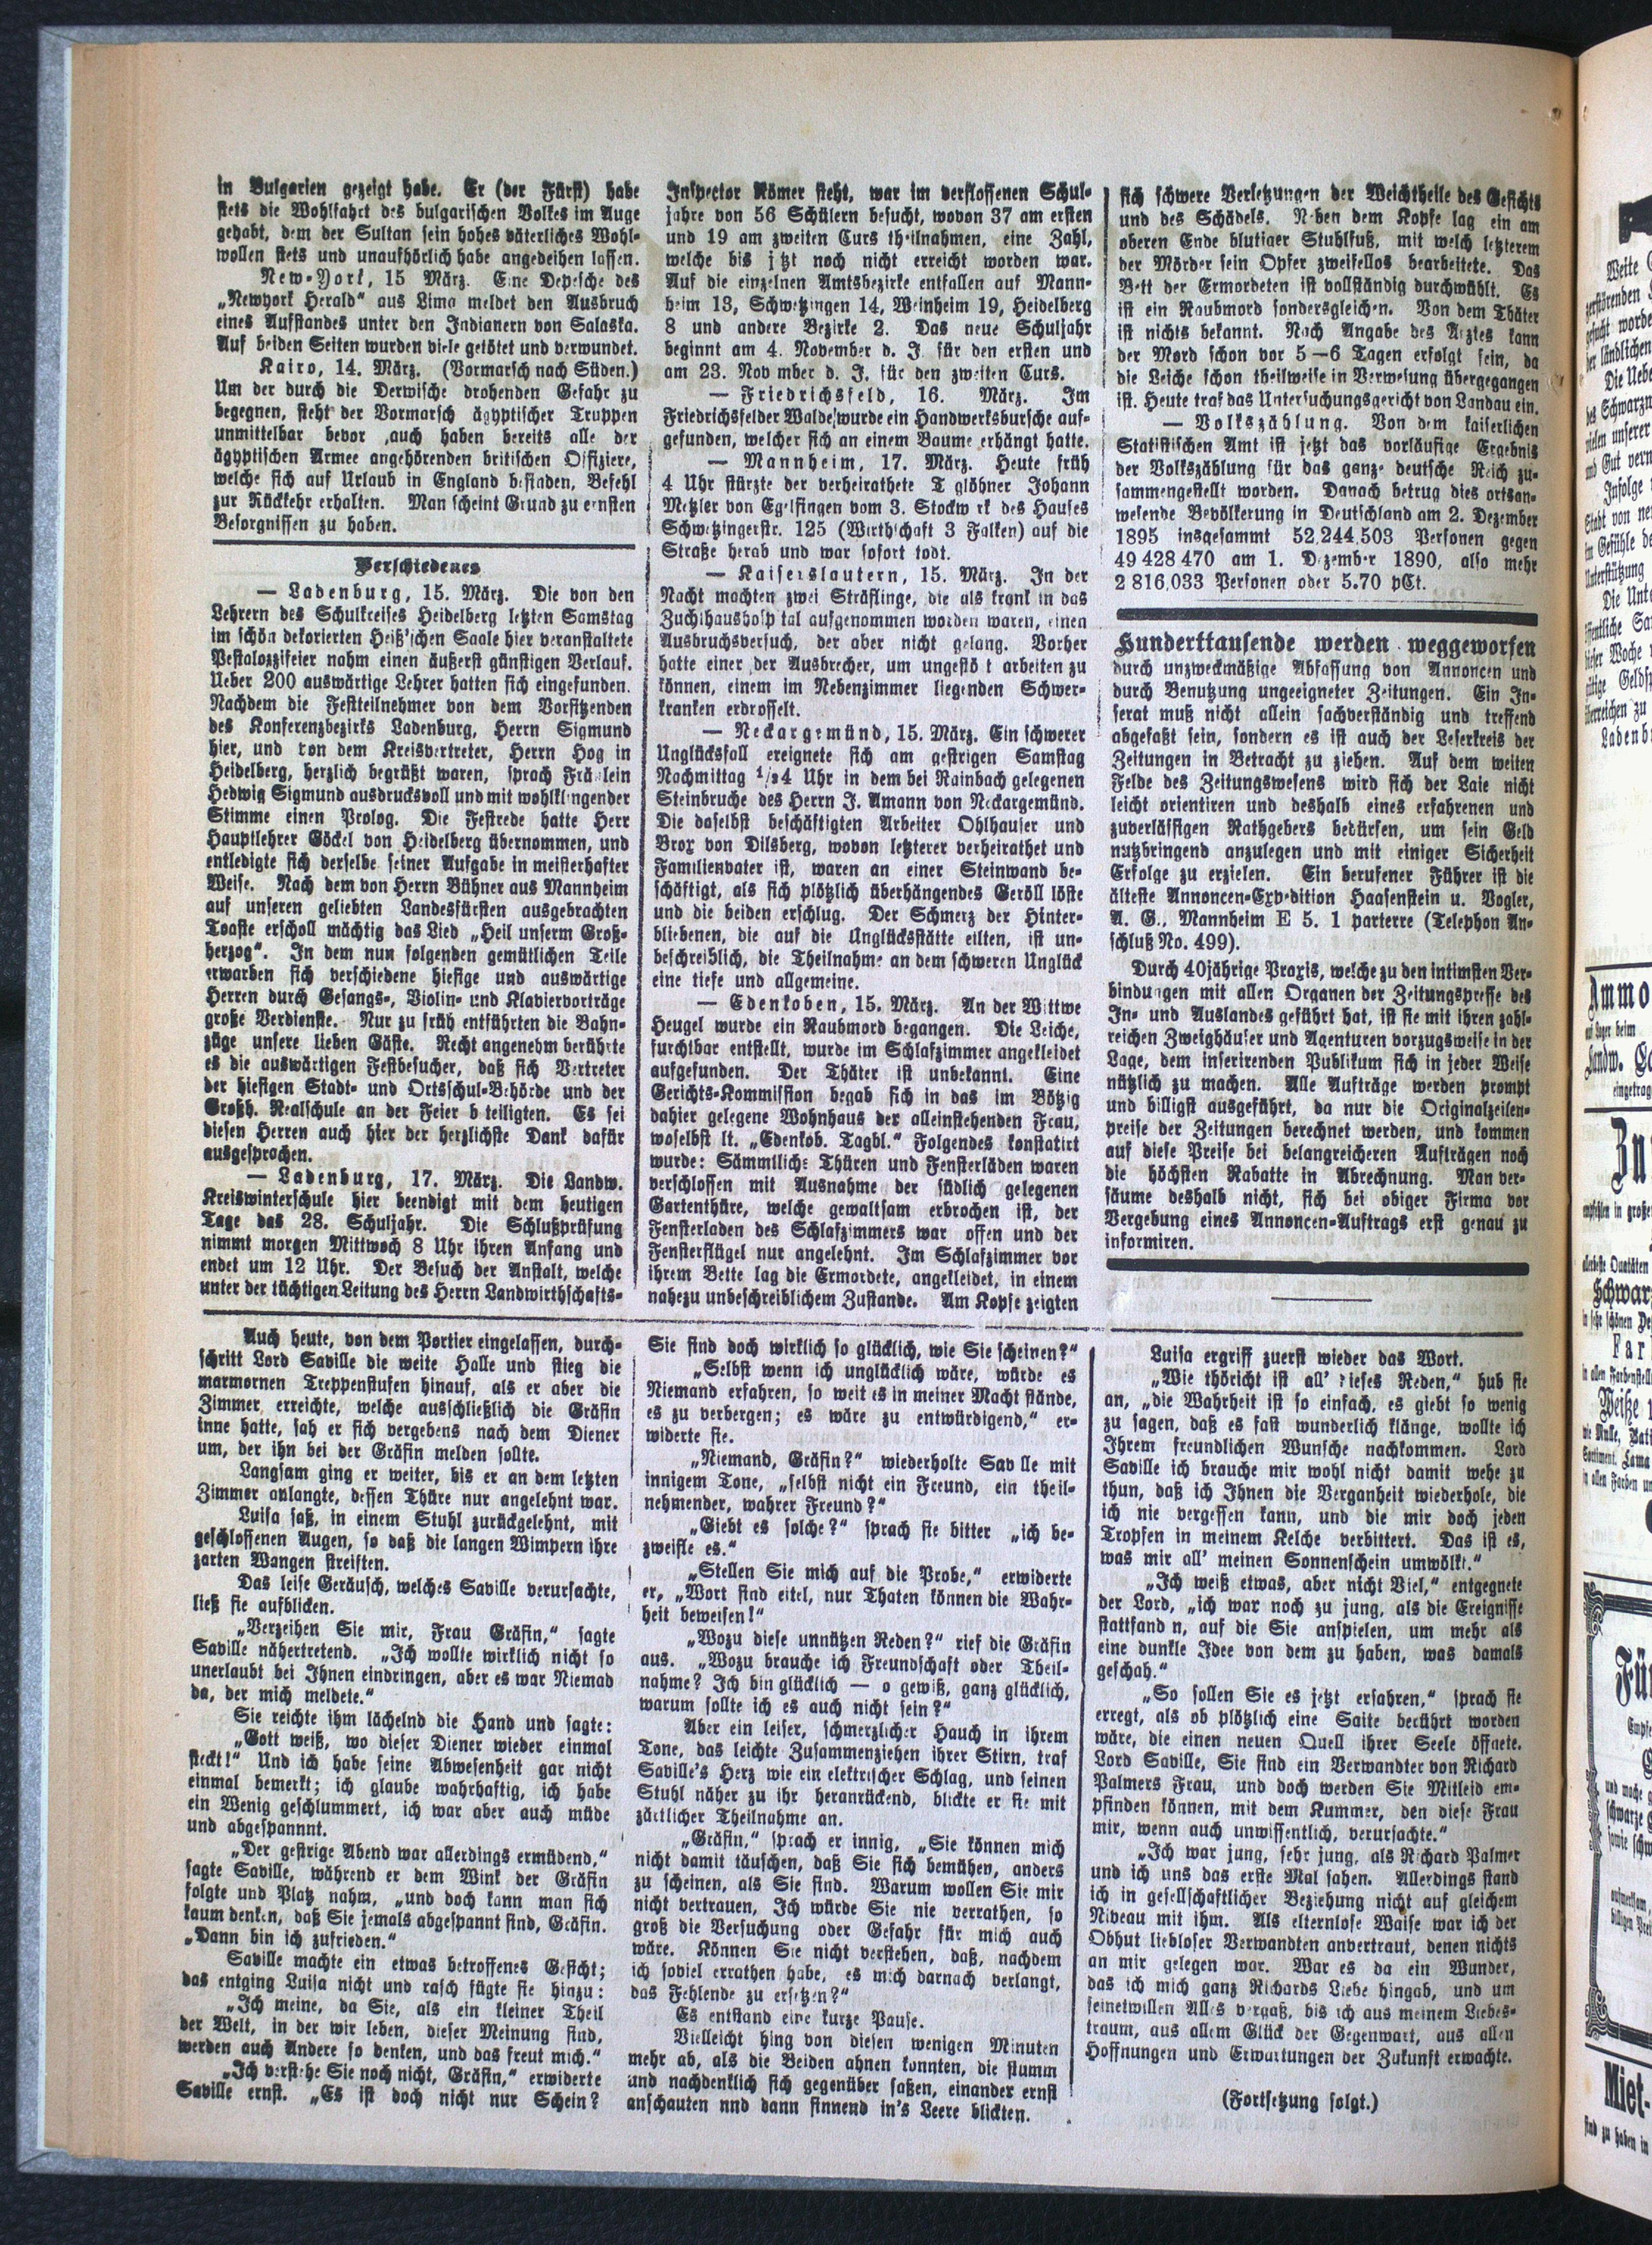 in Bulgarien gezeigt habe. Er (der Fürst) habe
stets die Wohlfahrt des bulgarischen Volkes im Auge
gehabt, dem der Sultan sein hohes väterliches Wohl-
wollen stets und unaufhörlich habe angedeihen lassen.
New-York, 15 März. Eine Depesche des
„Newyork Herald“ aus Lima meldet den Ausbruch
eines Aufstandes unter den Indianern von Salaska.
Auf beiden Seiten wurden viele getötet und verwundet.
Kairo, 14. März. (Vormarsch nach Süden.)
Um der durch die Derwische drohenden Gefahr zu
begegnen, steht der Vormarsch ägyptischer Truppen
unmittelbar bevor ‚auch haben bereits alle der
ägyptischen Armee angehörenden britischen Offiziere,
welche sich auf Urlaub in England befinden, Befehl
zur Rückkehr erhalten. Man scheint Grund zu ernsten
Besorgnissen zu haben.
Verschiedenes
— Ladenburg, 15. März. Die von den
Lehrern des Schulkreises Heidelberg letzten Samstag
im schön dekorierten Heiß'schen Saale hier veranstaltete
Pestalozzifeier nahm einen äußerst günstigen Verlauf.
Ueber 200 auswärtige Lehrer hatten sich eingefunden.
Nachdem die Festteilnehmer von dem Vorsitzenden
des Konferenzbezirks Ladenburg, Herrn Sigmund
hier, und von dem Kreisvertreter, Herrn Hog in
Heidelberg, herzlich begrüßt waren, sprach Fräulein
Hedwig Sigmund ausdrucksvoll und mit wohlklingender
Stimme einen Prolog. Die Festrede hatte Herr
Hauptlehrer Göckel von Heidelberg übernommen, und
entledigte sich derselbe seiner Aufgabe in meisterhafter
Weise. Nach dem von Herrn Bühner aus Mannheim
auf unseren geliebten Landesfürsten ausgebrachten
Toaste erscholl mächtig das Lied „Heil unserm Groß-
herzog“. In dem nun folgenden gemütlichen Teile
erwarben sich verschiedene hiesige und auswärtige
Herren durch Gesangs-, Violin- und Klaviervorträge
große Verdienste. Nur zu früh entführten die Bahn-
züge unsere lieben Gäste. Recht angenehm berührte
es die auswärtigen Festbesucher, daß sich Vertreter
der hiesigen Stadt- und Ortsschul-Behörde und der
Großh. Realschule an der Feier b teiligten. Es sei
diesen Herren auch hier der herzlichste Dank dafür
ausgesprochen.
— Ladenburg, 17. März. Die Landw.
Kreiswinterschule hier beendigt mit dem heutigen
Tage das 28. Schuljahr. Die Schlußprüfung
nimmt morgen Mittwoch 8 Uhr ihren Anfang und
endet um 12 Uhr. Der Besuch der Anstalt, welche
unter der tüchtigen Leitung des Herrn Landwirthschafts-
Inspector Römer steht, war im verflossenen Schul-
jahre von 56 Schülern besucht, wovon 37 am ersten
und 19 am zweiten Curs theilnahmen, eine Zahl,
welche bis j tzt noch nicht erreicht worden war.
Auf die einzelnen Amtsbezirke entfallen auf Mann-
heim 13, Schwetzingen 14, Weinheim 19, Heidelberg
8 und andere Bezirke 2. Das neue Schuljahr
beginnt am 4. November d. J. für den ersten und
am 23. Nov mber d. J. für den zweiten Curs.
— Friedrichsfeld, 16. März. Im
Friedrichsfelder Walde wurde ein Handwerksbursche auf-
gefunden, welcher sich an einem Baume erhängt hatte.
— Mannheim, 17. März. Heute früh
4 Uhr stürzte der verheirathete T glöhner Johann
Metzler von Egelfingen vom 3. Stockw rk des Hauses
Schwetzingerstr. 125 (Wirthschaft 3 Falken) auf die
Straße herab und war sofort todt.
— Kaiserslautern, 15. März. In der
Nacht machten zwei Sträflinge, die als krank in das
Zuchthaushosp tal aufgenommen worden waren, einen
Ausbruchsversuch, der aber nicht gelang. Vorher
hatte einer der Ausbrecher, um ungestö t arbeiten zu
können, einem im Nebenzimmer liegenden Schwer-
kranken erdrosselt.
— Neckargemünd, 15. März. Ein schwerer
Unglücksfall ereignete sich am gestrigen Samstag
Nachmittag ½4 Uhr in dem bei Rainbach gelegenen
Steinbruche des Herrn J. Amann von Neckargemünd.
Die daselbst beschäftigten Arbeiter Ohlhauser und
Brox von Dilsberg, wovon letzterer verheirathet und
Familienvater ist, waren an einer Steinwand be-
schäftigt, als sich plötzlich überhängendes Geröll löste
und die beiden erschlug. Der Schmerz der Hinter-
bliebenen, die auf die Unglücksstätte eilten, ist un-
beschreiblich, die Theilnahme an dem schweren Unglück
eine tiefe und allgemeine.
— Edenkoben, 15. März. An der Wittwe
Heugel wurde ein Raubmord begangen. Die Leiche,
furchtbar entstellt, wurde im Schlafzimmer angekleidet
aufgefunden. Der Thäter ist unbekannt. Eine
Gerichts-Kommission begab sich in das im Bötzig
dahier gelegene Wohnhaus der alleinstehenden Frau,
woselbst lt. „Edenkob. Tagbl.“ Folgendes konstatirt
wurde: Sämmtliche Thüren und Fensterläden waren
verschlossen mit Ausnahme der südlich gelegenen
Gartenthüre, welche gewaltsam erbrochen ist, der
Fensterladen des Schlafzimmers war offen und der
Fensterflügel nur angelehnt. Im Schlafzimmer vor
ihrem Bette lag die Ermordete, angekleidet, in einem
nahezu unbeschreiblichem Zustande. Am Kopfe zeigten
sich schwere Verletzungen der Weichtheile des Gesichts
und des Schädels. Neben dem Kopfe lag ein am
oberen Ende blutiger Stuhlfuß, mit welch letzterem
der Mörder sein Opfer zweifellos bearbeitete. Das
Bett der Ermordeten ist vollständig durchwühlt. Es
ist ein Raubmord sondersgleichen. Von dem Thäter
ist nichts bekannt. Nach Angabe des Arztes kann
der Mord schon vor 5—6 Tagen erfolgt sein, da
die Leiche schon theilweise in Verwesung übergegangen
ist. Heute traf das Untersuchungsgericht von Landau ein.
— Volkszählung. Von dem kaiserlichen
Statistischen Amt ist jetzt das vorläufige Ergebnis
der Volkszählung für das ganze deutsche Reich zu-
sammengestellt worden. Danach betrug dies ortsan-
wesende Bevölkerung in Deutschland am 2. Dezember
1895 insgesammt 52,244,503 Personen gegen
49 428 470 am 1. Dezember 1890, also mehr
2 816,033 Personen oder 5.70 pCt.
Hunderttausende werden weggeworfen
durch unzweckmäßige Abfassung von Annoncen und
durch Benutzung ungeeigneter Zeitungen. Ein In-
serat muß nicht allein sachverständig und treffend
abgefaßt sein, sondern es ist auch der Leserkreis der
Zeitungen in Betracht zu ziehen. Auf dem weiten
Felde des Zeitungswesens wird sich der Laie nicht
leicht orientiren und deshalb eines erfahrenen und
zuverlässigen Rathgebers bedürfen, um sein Geld
nutzbringend anzulegen und mit einiger Sicherheit
Erfolge zu erzielen. Ein berufener Führer ist die
älteste Annoncen-Expedition Haasenstein u. Vogler,
A. G., Mannheim E 5. 1 parterre (Telephon An-
schluß No. 499).
Durch 40jährige Praxis, welche zu den intimsten Ver-
bindungen mit allen Organen der Zeitungspresse des
In- und Auslandes geführt hat, ist sie mit ihren zahl-
reichen Zweighäuser und Agenturen vorzugsweise in der
Lage, dem inserirenden Publikum sich in jeder Weise
nützlich zu machen. Alle Aufträge werden prompt
und billigst ausgeführt, da nur die Originalzeilen-
preise der Zeitungen berechnet werden, und kommen
auf diese Preise bei belangreicheren Aufträgen noch
die höchsten Rabatte in Abrechnung. Man ver-
säume deshalb nicht, sich bei obiger Firma vor
Vergebung eines Annoncen-Auftrags erst genau zu
informiren.
Auch heute, von dem Portier eingelassen, durch-
schritt Lord Saville die weite Halle und stieg die
marmornen Treppenstufen hinauf, als er aber die
Zimmer erreichte, welche ausschließlich die Gräfin
inne hatte, sah er sich vergebens nach dem Diener
um, der ihn bei der Gräfin melden sollte.
Langsam ging er weiter, bis er an dem letzten
Zimmer anlangte, dessen Thüre nur angelehnt war.
Luisa saß, in einem Stuhl zurückgelehnt, mit
geschlossenen Augen, so daß die langen Wimpern ihre
zarten Wangen streiften.
Das leise Geräusch, welches Saville verursachte,
ließ sie aufblicken.
„Verzeihen Sie mir, Frau Gräfin,“ sagte
Saville nähertretend. „Ich wollte wirklich nicht so
unerlaubt bei Ihnen eindringen, aber es war Niemad
da, der mich meldete.“
Sie reichte ihm lächelnd die Hand und sagte:
„Gott weiß, wo dieser Diener wieder einmal
steckt!“ Und ich habe seine Abwesenheit gar nicht
einmal bemerkt; ich glaube wahrhaftig, ich habe
ein Wenig geschlummert, ich war aber auch müde
und abgespannnt.
„Der gestrige Abend war allerdings ermüdend,“
sagte Saville, während er dem Wink der Gräfin
folgte und Platz nahm, „und doch kann man sich
kaum denken, daß Sie jemals abgespannt sind, Gräfin.
„Dann bin ich zufrieden.“
Saville machte ein etwas betroffenes Gesicht;
das entging Luisa nicht und rasch fügte sie hinzu:
„Ich meine, da Sie, als ein kleiner Theil
der Welt, in der wir leben, dieser Meinung sind,
werden auch Andere so denken, und das freut mich.“
„Ich verstehe Sie noch nicht, Gräfin,“ erwiderte
Saville ernst. „Es ist doch nicht nur Schein?
Sie sind doch wirklich so glücklich, wie Sie scheinen?“
„Selbst wenn ich unglücklich wäre, würde es
Niemand erfahren, so weit es in meiner Macht stände,
es zu verbergen; es wäre zu entwürdigend,“ er-
widerte sie.
„Niemand, Gräfin?“ wiederholte Sav lle mit
innigem Tone, „selbst nicht ein Freund, ein theil-
nehmender, wahrer Freund?“
„Giebt es solche?“ sprach sie bitter „ich be-
zweifle es.“
„Stellen Sie mich auf die Probe,“ erwiderte
er, „Wort sind eitel, nur Thaten können die Wahr-
heit beweisen!“
„Wozu diese unnützen Reden?“ rief die Gräfin
aus. „Wozu brauche ich Freundschaft oder Theil-
nahme? Ich bin glücklich — o gewiß, ganz glücklich,
warum sollte ich es auch nicht sein?“
Aber ein leiser, schmerzlicher Hauch in ihrem
Tone, das leichte Zusammenziehen ihrer Stirn, traf
Saville's Herz wie ein elektrischer Schlag, und seinen
Stuhl näher zu ihr heranrückend, blickte er sie mit
zärtlicher Theilnahme an.
„Gräfin,“ sprach er innig, „Sie können mich
nicht damit täuschen, daß Sie sich bemühen, anders
zu scheinen, als Sie sind. Warum wollen Sie mir
nicht vertrauen, Ich würde Sie nie verrathen, so
groß die Versuchung oder Gefahr für mich auch
wäre. Können Sie nicht verstehen, daß, nachdem
ich soviel errathen habe, es mich darnach verlangt,
das Fehlende zu ersetzen?“
Es entstand eine kurze Pause.
Vielleicht hing von diesen wenigen Minuten
mehr ab, als die Beiden ahnen konnten, die stumm
und nachdenklich sich gegenüber saßen, einander ernst
anschauten nnd dann sinnend in's Leere blickten.
Luisa ergriff zuerst wieder das Wort.
„Wie thöricht ist all' dieses Reden,“ hub sie
an, „die Wahrheit ist so einfach, es giebt so wenig
zu sagen, daß es fast wunderlich klänge, wollte ich
Ihrem freundlichen Wunsche nachkommen. Lord
Saville ich brauche mir wohl nicht damit wehe zu
thun, daß ich Ihnen die Verganheit wiederhole, die
ich nie vergessen kann, und die mir doch jeden
Tropfen in meinem Kelche verbittert. Das ist es,
was mir all' meinen Sonnenschein umwölkt.“
„Ich weiß etwas, aber nicht Viel,“ entgegnete
der Lord, „ich war noch zu jung, als die Ereignisse
stattfand n, auf die Sie anspielen, um mehr als
eine dunkle Idee von dem zu haben, was damals
geschah.“
„So sollen Sie es jetzt erfahren,“ sprach sie
erregt, als ob plötzlich eine Saite berührt worden
wäre, die einen neuen Quell ihrer Seele öffnete.
Lord Saville, Sie sind ein Verwandter von Richard
Palmers Frau, und doch werden Sie Mitleid em-
pfinden können, mit dem Kummer, den diese Frau
mir, wenn auch unwissentlich, verursachte.“
„Ich war jung, sehr jung, als Richard Palmer
und ich uns das erste Mal sahen. Allerdings stand
ich in gesellschaftlicher Beziehung nicht auf gleichem
Niveau mit ihm. Als elternlose Waise war ich der
Obhut liebloser Verwandten anvertraut, denen nichts
an mir gelegen war. War es da ein Wunder,
das ich mich ganz Richards Liebe hingab, und um
seinetwillen Alles vergaß, bis ich aus meinem Liebes-
traum, aus allem Glück der Gegenwart, aus allen
Hoffnungen und Erwartungen der Zukunft erwachte.
(Fortsetzung folgt.)